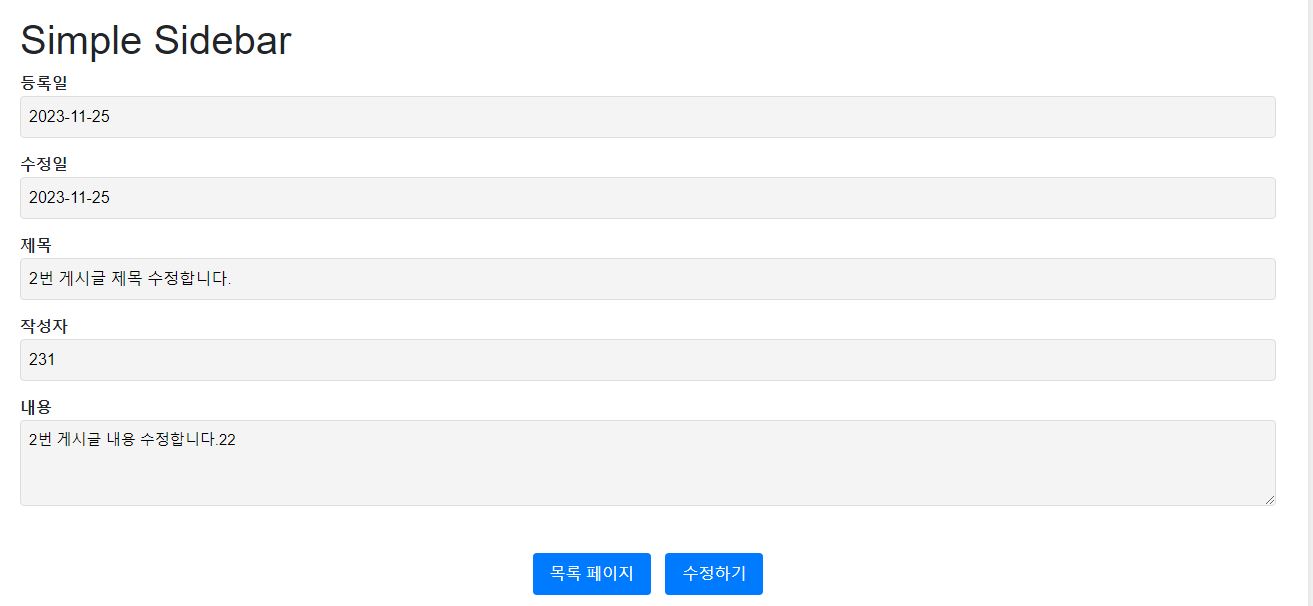 Simple Sidebar
등록일
2023-11-25
수정일
2023-11-25
제목
2번 게시글 제목 수정합니다.
작성자
231
내용
2번 게시글 내용 수정합니다.22
목록 페이지 수정하기